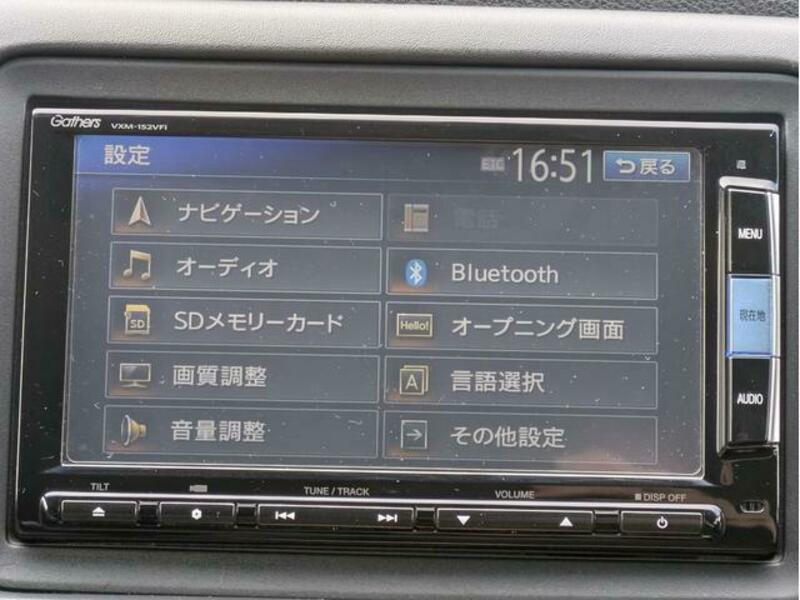 Gathers VXM-152VFi
設定 ETC 16:51 戻る
ナビゲーション 電話
オーディオ Bluetooth
SD SDメモリーカード Hello! オープニング画面
画質調整 A 言語選択
音量調整 その他設定
MENU
現在地
AUDIO
TILT TUNE / TRACK VOLUME DISP OFF